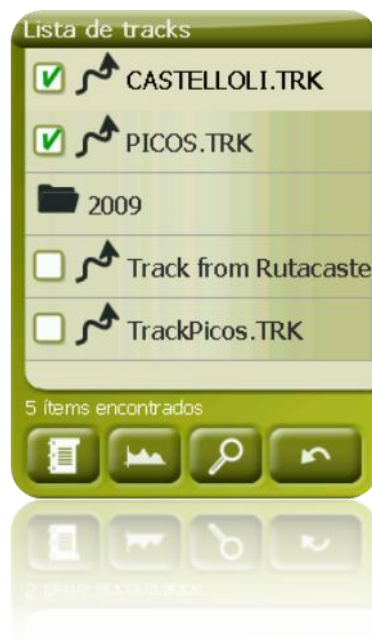 Lista de tracks
CASTELLOLI.TRK
PICOS.TRK
2009
Track from Rutacaste
TrackPicos.TRK
5 ítems encontrados